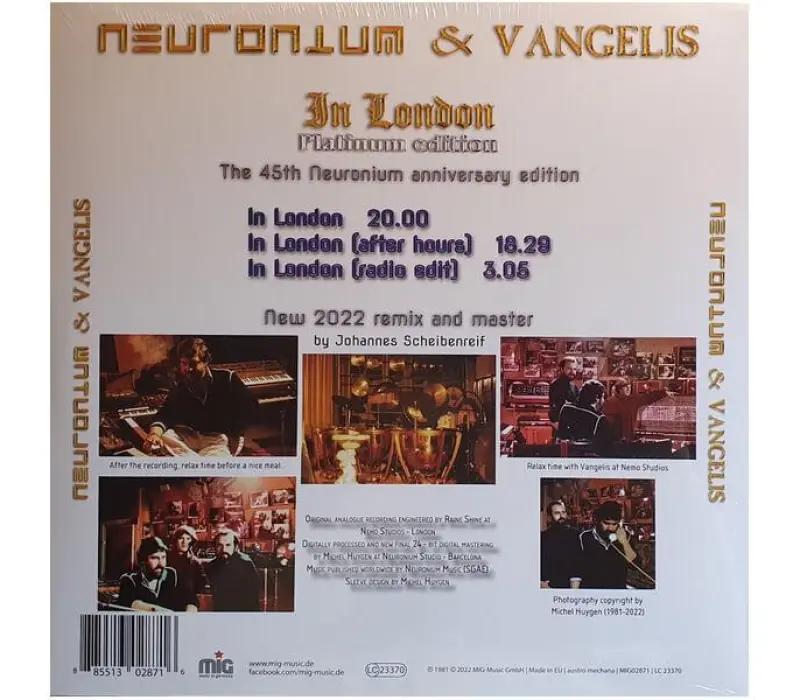 NEURONIUM & VANGELIS
In London
Platinum edition
The 45th Neuronium anniversary edition
In London 20.00
In London (after hours) 18.29
In London (radio edit) 3.05
New 2022 remix and master
by Johannes Scheibenreif
NEURONIUM & VANGELIS
NEURONIUM & VANGELIS
After the recording, relax time before a nice meal.
Relax time with Vangelis at Nemo Studios
Original analogue recording engineered by Raine Shine at
Nemo Studios - London
Digitally processed and new final 24 - bit digital mastering
by Michel Huygen at Neuronium Studio - Barcelona
Music published worldwide by Neuronium Music (SGAE)
Sleeve design by Michel Huygen
Photography copyright by
Michel Huygen (1981-2022)
8 85513 02871 6
MiG
made in germany
www.mig-music.de
facebook.com/mig-music.de
LC 23370
℗ 1981 © 2022 MIG-Music GmbH | Made in EU | austro mechana | MIG02871 | LC 23370